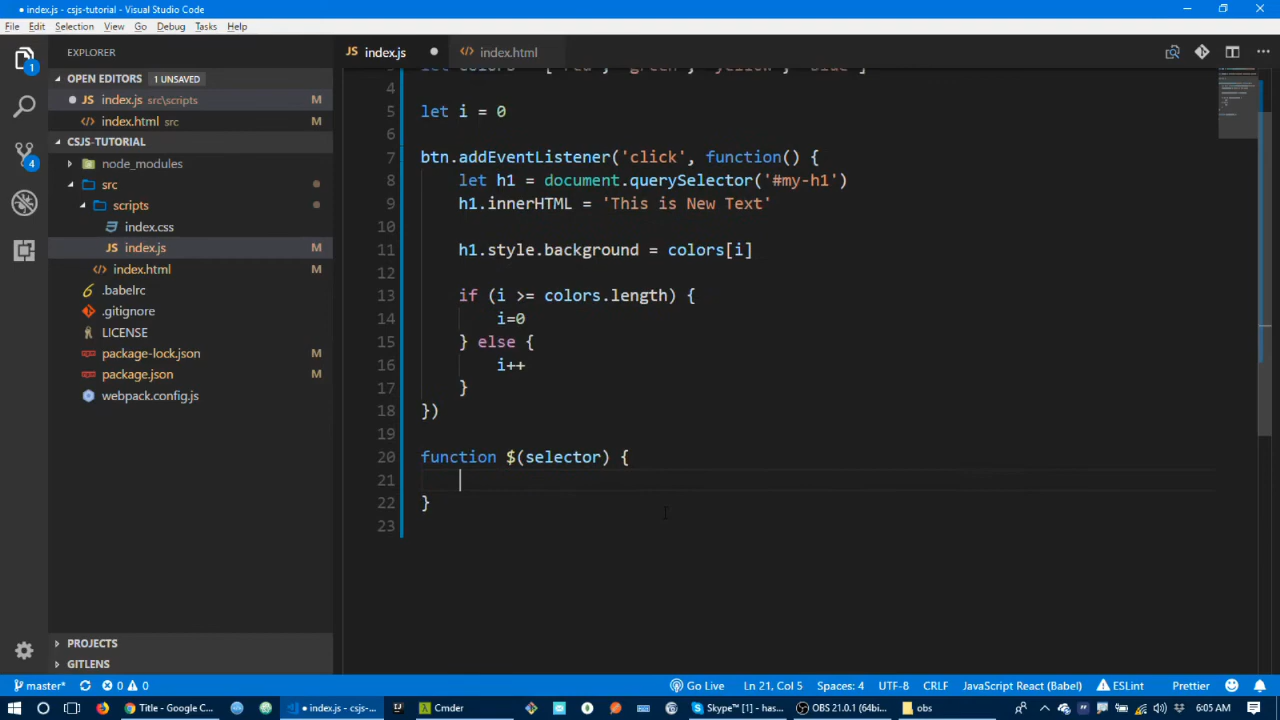 index.js - csjs-tutorial - Visual Studio Code
File Edit Selection View Go Debug Tasks Help
EXPLORER
OPEN EDITORS 1 UNSAVED
JS index.js src\scripts M
<> index.html src M
CSJS-TUTORIAL
node_modules
src
scripts
index.css
JS index.js M
<> index.html M
.babelrc
.gitignore
LICENSE
package-lock.json M
package.json M
webpack.config.js
PROJECTS
GITLENS
1
4
JS index.js
<> index.html
4
5 let i = 0
6
7 btn.addEventListener('click', function() {
8 let h1 = document.querySelector('#my-h1')
9 h1.innerHTML = 'This is New Text'
10
11 h1.style.background = colors[i]
12
13 if (i >= colors.length) {
14 i=0
15 } else {
16 i++
17 }
18 })
19
20 function $(selector) {
21
22 }
23
master* 0 0 Go Live Ln 21, Col 5 Spaces: 4 UTF-8 CRLF JavaScript React (Babel) ESLint Prettier
Title - Google C... index.js - csjs-... Cmder Skype™ [1] - has... OBS 21.0.1 (64bi... obs 6:05 AM